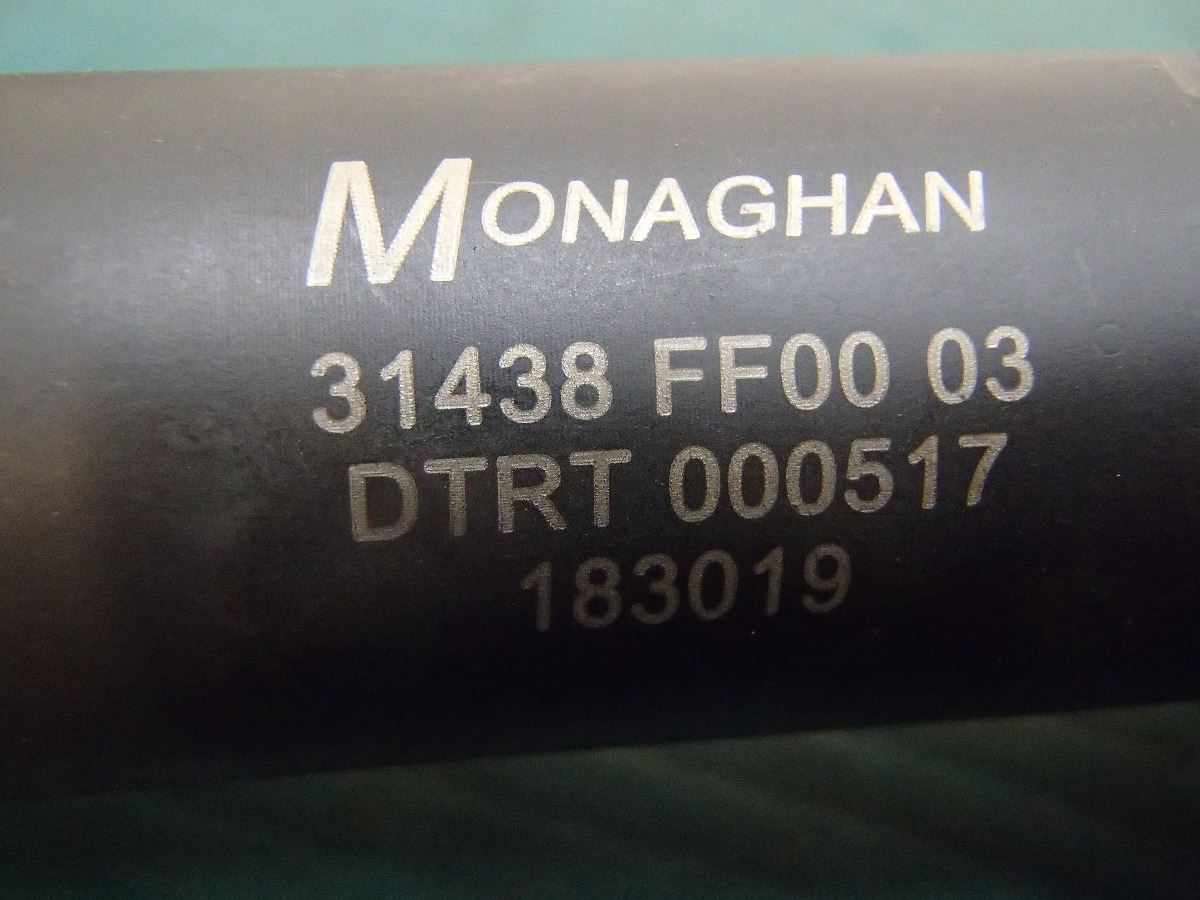 MONAGHAN
31438 FF00 03
DTRT 000517
183019